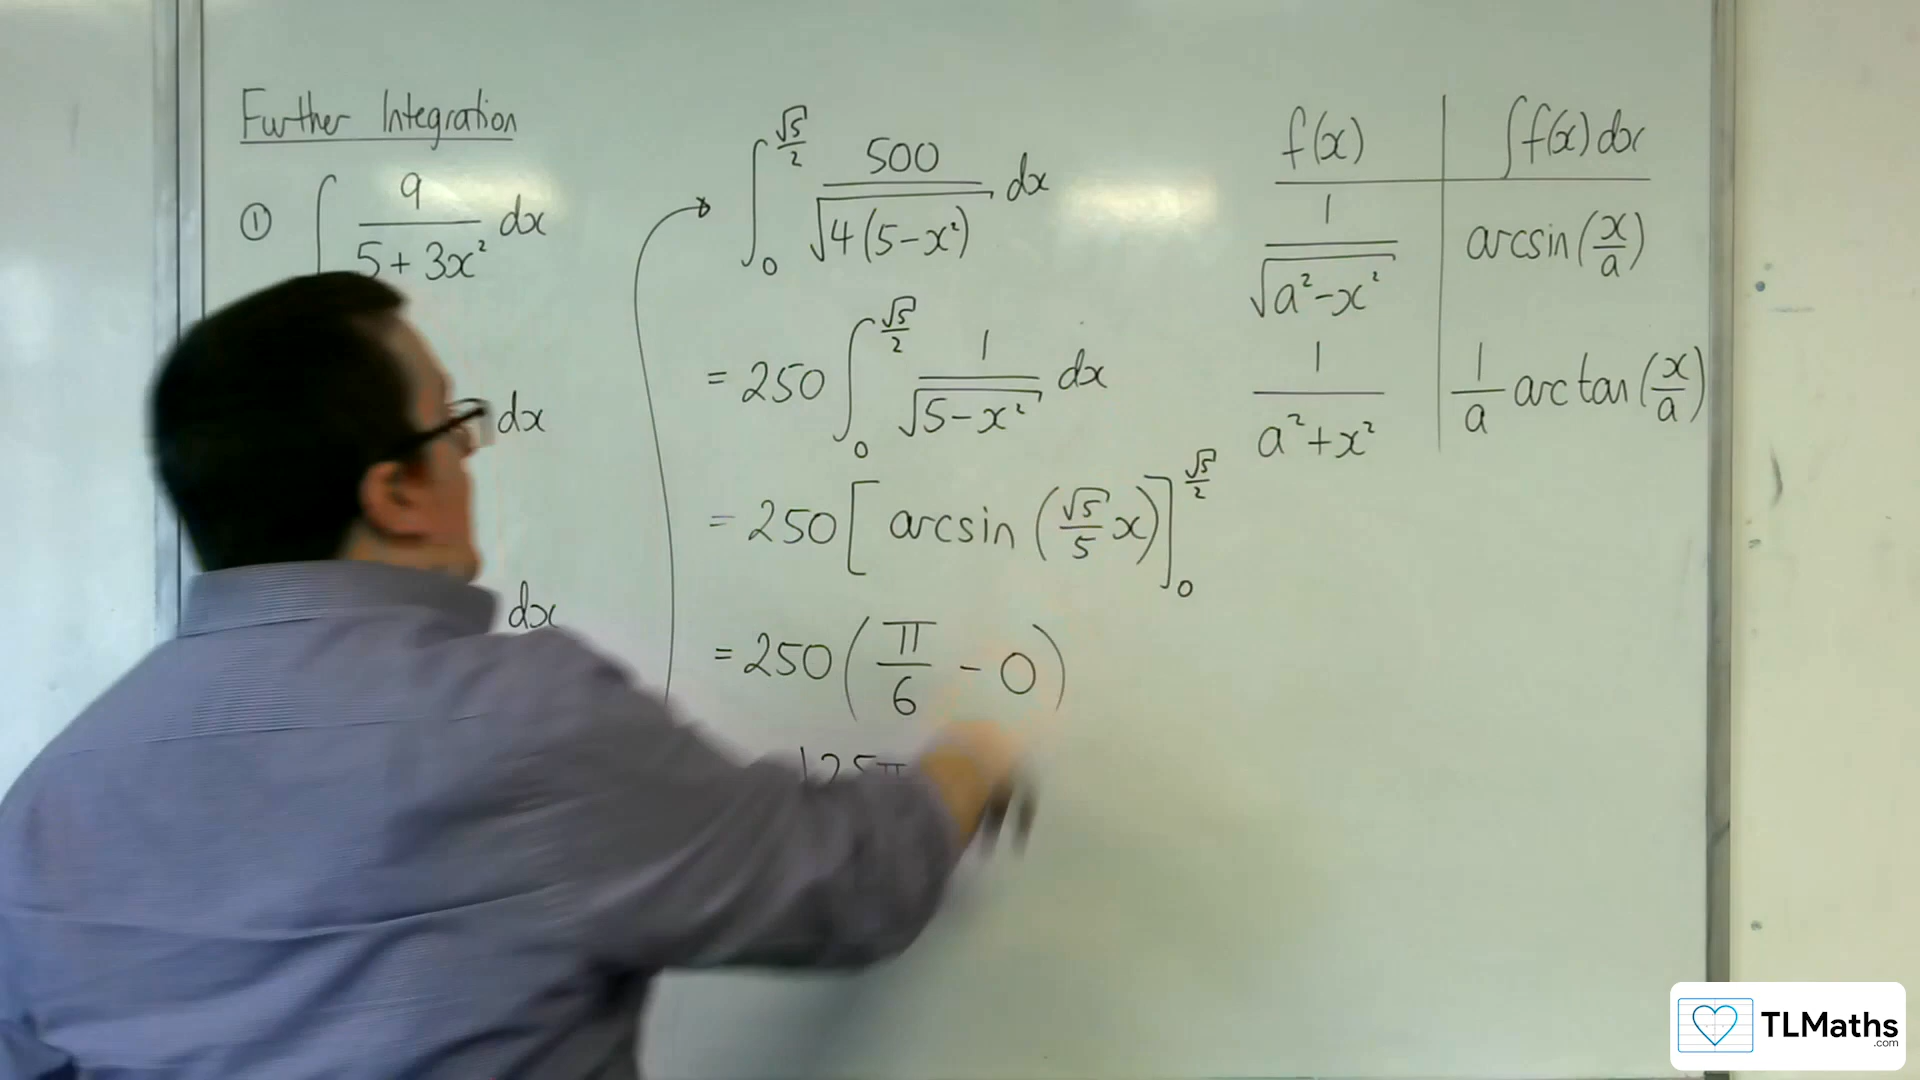 Further Integration
① ∫ 9/(5+3x²) dx
dx
dx
∫₀^(√5/2) 500/√(4(5-x²)) dx
= 250 ∫₀^(√5/2) 1/√(5-x²) dx
= 250 [arcsin(√5/5 x)]₀^(√5/2)
= 250 (π/6 - 0)
125π
f(x) | ∫f(x)dx
1/√(a²-x²) | arcsin(x/a)
1/(a²+x²) | 1/a arctan(x/a)
TLMaths
.com